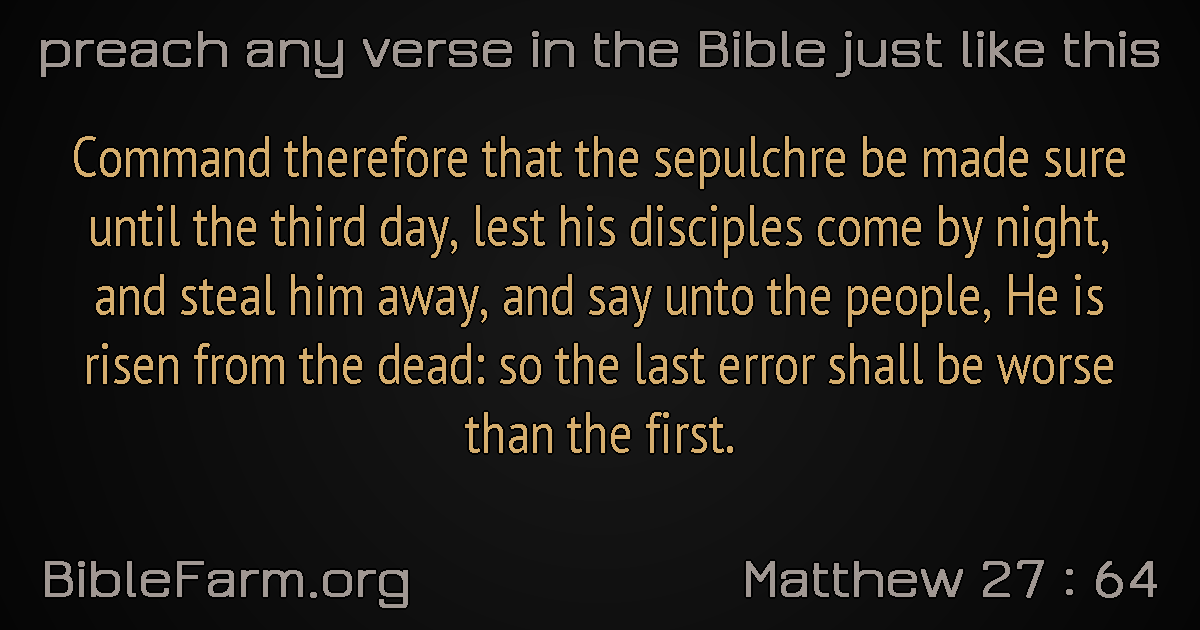 preach any verse in the Bible just like this
Command therefore that the sepulchre be made sure
until the third day, lest his disciples come by night,
and steal him away, and say unto the people, He is
risen from the dead: so the last error shall be worse
than the first.
BibleFarm.org
Matthew 27 : 64